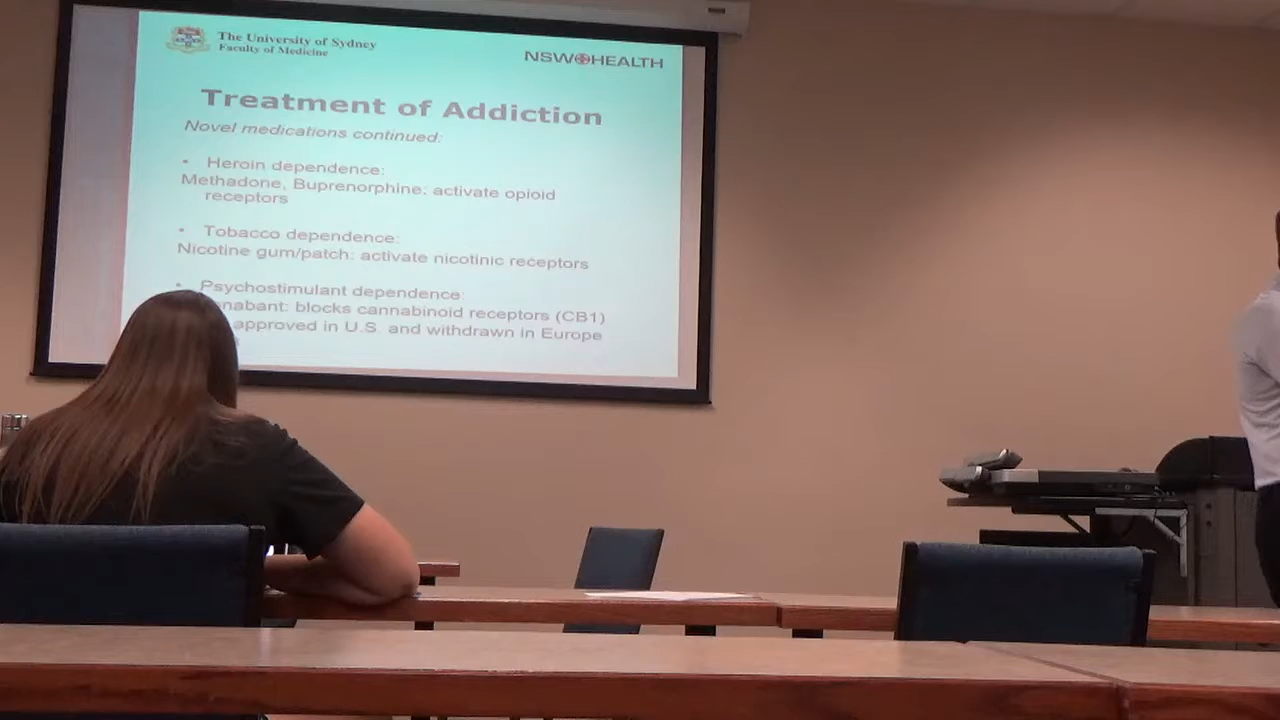 The University of Sydney
Faculty of Medicine
NSW HEALTH
Treatment of Addiction
Novel medications continued:
• Heroin dependence:
Methadone, Buprenorphine: activate opioid
receptors
• Tobacco dependence:
Nicotine gum/patch: activate nicotinic receptors
• Psychostimulant dependence:
nabant: blocks cannabinoid receptors (CB1)
approved in U.S. and withdrawn in Europe